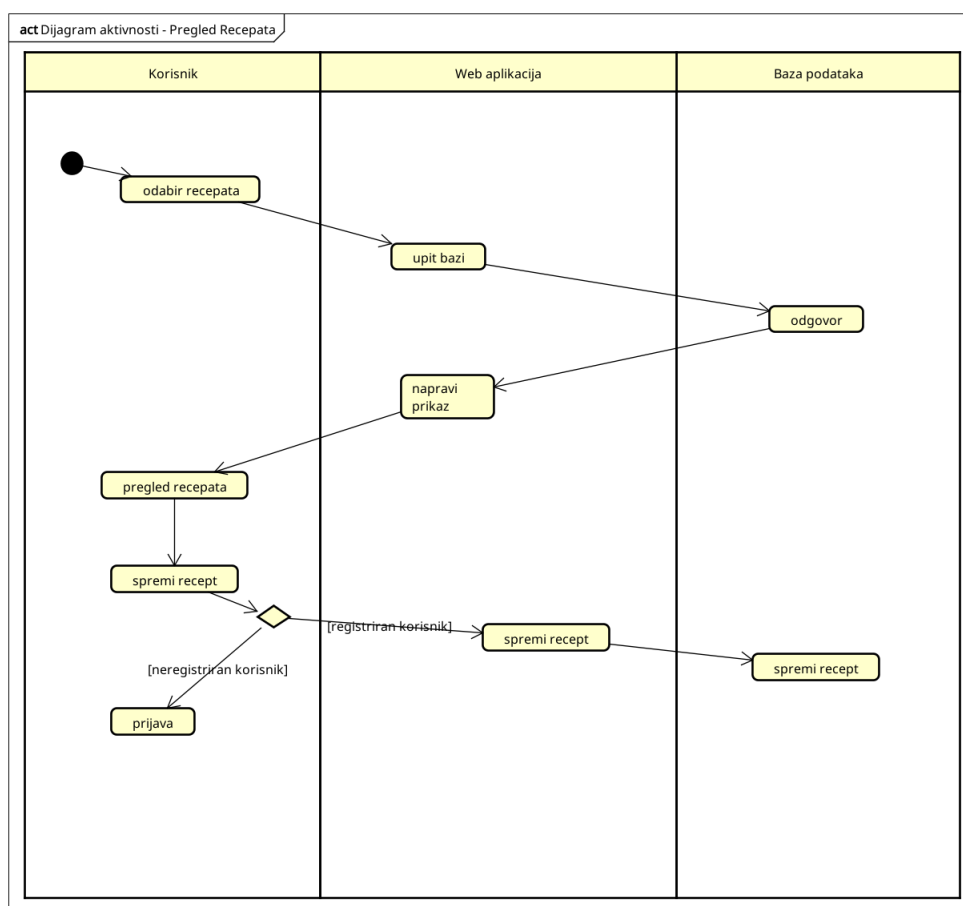 act Dijagram aktivnosti - Pregled Recepata
Korisnik
Web aplikacija
Baza podataka
odabir recepata
upit bazi
odgovor
napravi
prikaz
pregled recepata
spremi recept
[registriran korisnik]
spremi recept
spremi recept
[neregistriran korisnik]
prijava